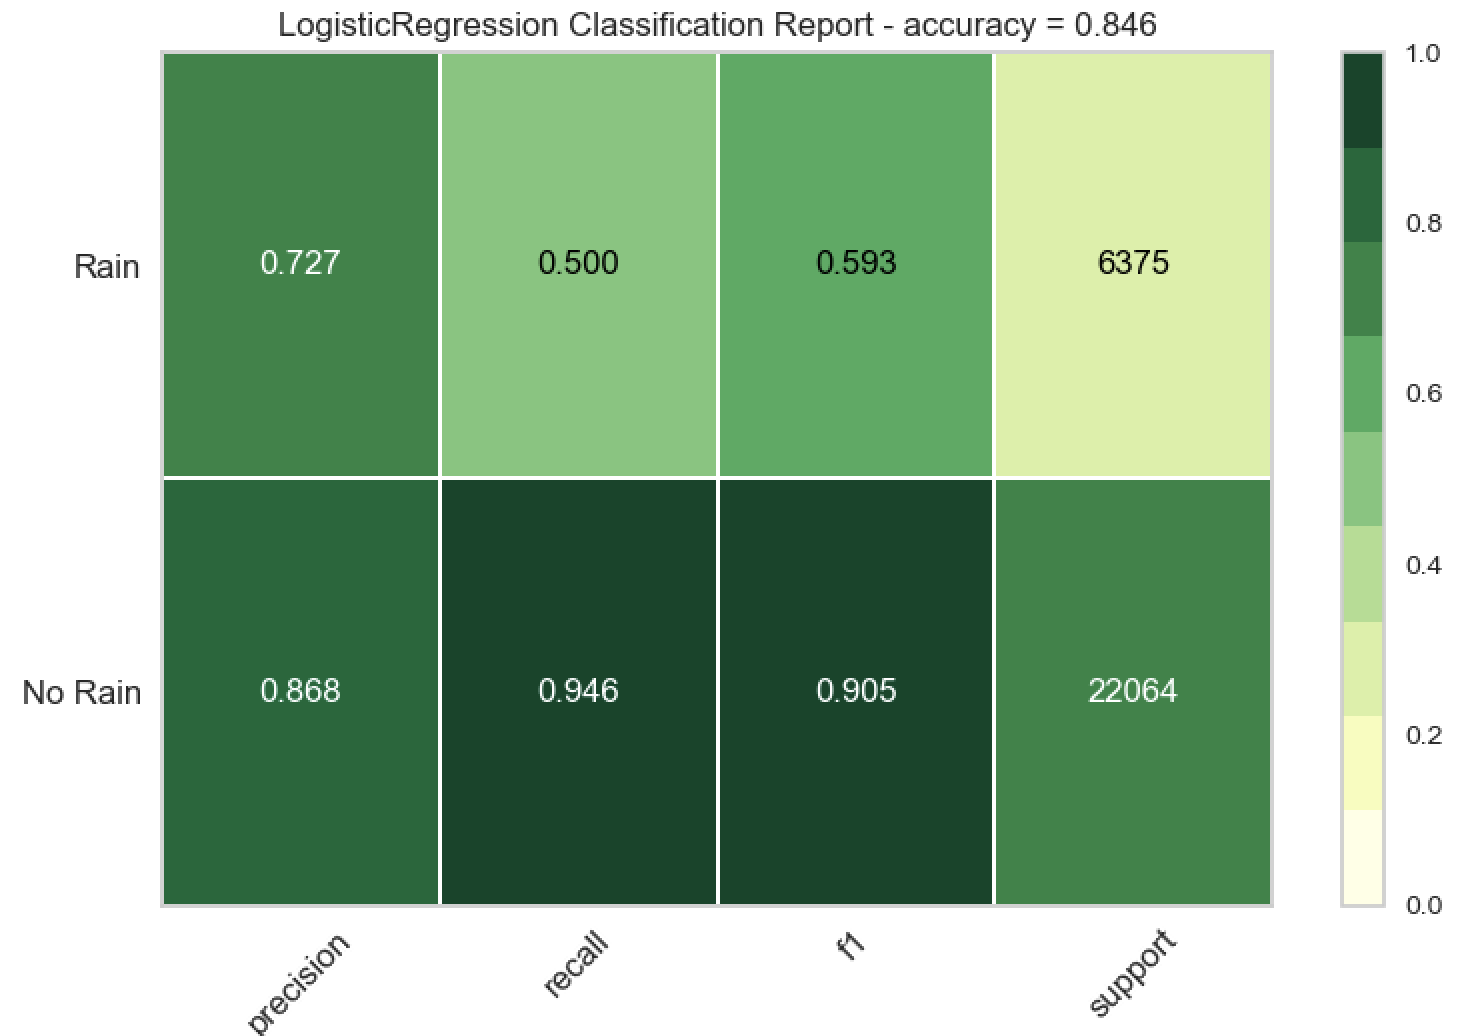 LogisticRegression Classification Report - accuracy = 0.846
1.0
0.8
0.6
0.4
0.2
0.0
Rain
0.727 0.500 0.593 6375
No Rain
0.868 0.946 0.905 22064
precision
recall
f1
support